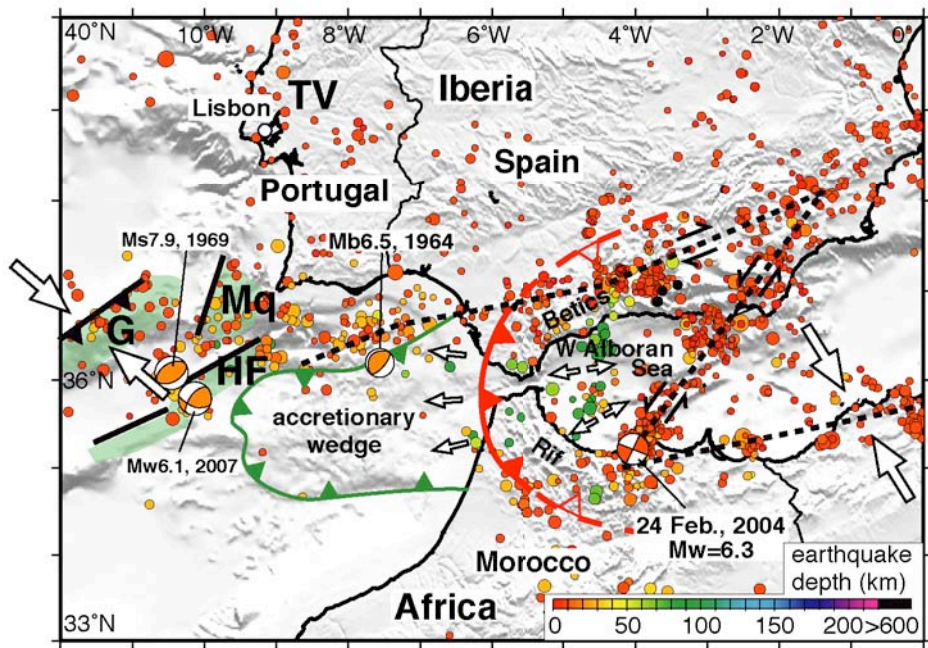 40°N 10°W 8°W 6°W 4°W 2°W 0°
Iberia
TV
Lisbon
Spain
Portugal
Ms7.9, 1969
Mb6.5, 1964
Mq
G
Betics
HF
W Alboran
Sea
36°N
accretionary
wedge
Rif
Mw6.1, 2007
24 Feb., 2004
Mw=6.3
Morocco
Africa
earthquake
depth (km)
33°N
0 50 100 150 200>600